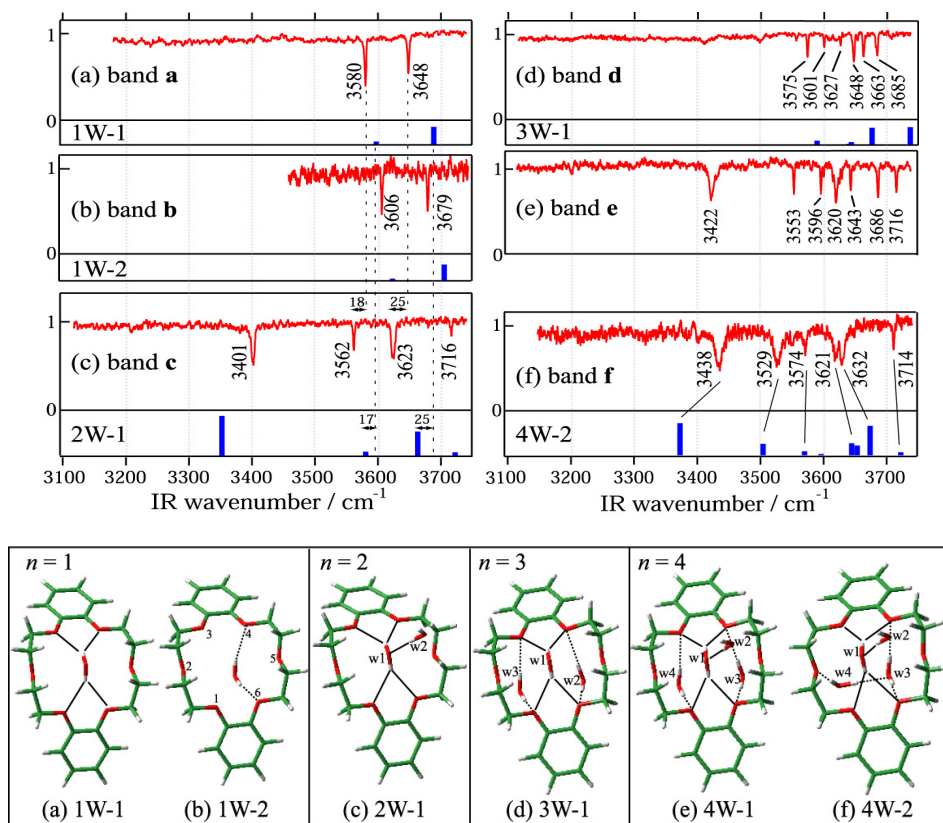 1
(a) band a
3580
3648
0
1W-1
1
(b) band b
3606
3679
0
1W-2
1
18
25
(c) band c
3401
3562
3623
3716
0
17
25
2W-1
3100 3200 3300 3400 3500 3600 3700
IR wavenumber / cm-1
1
(d) band d
3575
3601
3627
3648
3663
3685
0
3W-1
1
(e) band e
3422
3553
3596
3620
3643
3686
3716
0
1
(f) band f
3438
3529
3574
3621
3632
3714
0
4W-2
3100 3200 3300 3400 3500 3600 3700
IR wavenumber / cm-1
n = 1
3 4
2 5
1 6
(a) 1W-1
(b) 1W-2
n = 2
w1 w2
(c) 2W-1
n = 3
w1
w3 w2
(d) 3W-1
n = 4
w1 w2
w4 w3
(e) 4W-1
w1 w2
w4 w3
(f) 4W-2